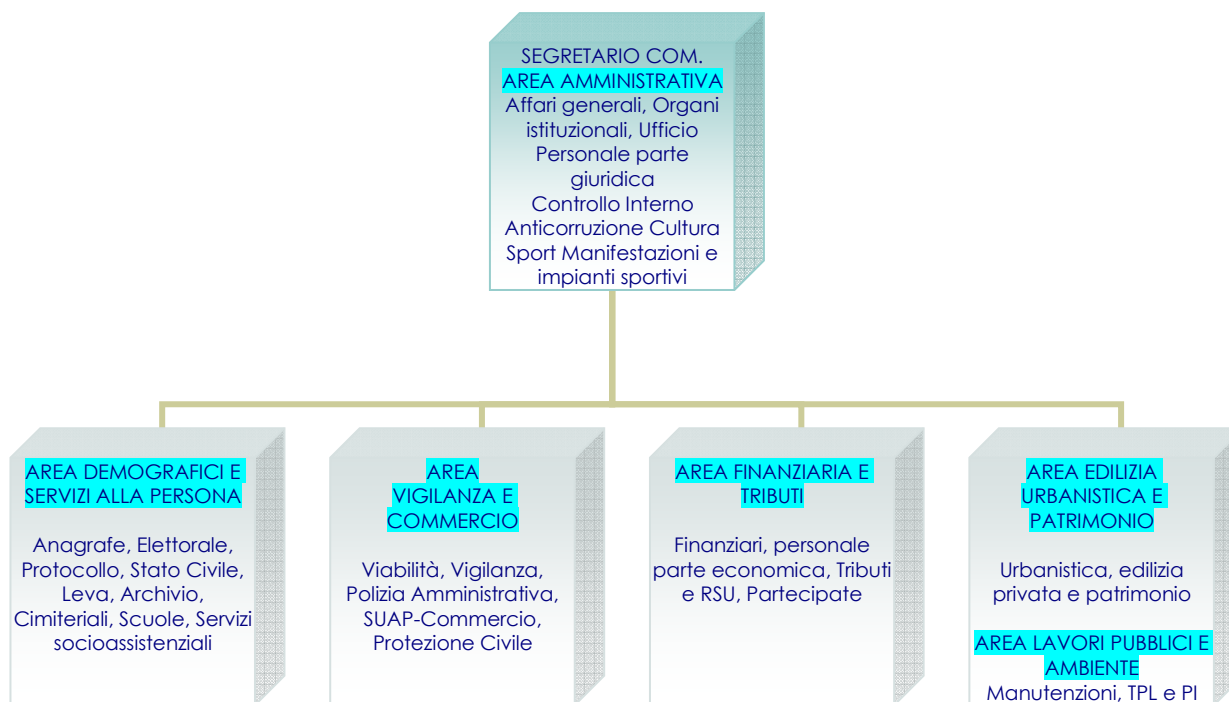 SEGRETARIO COM.
AREA AMMINISTRATIVA
Affari generali, Organi
istituzionali, Ufficio
Personale parte
giuridica
Controllo Interno
Anticorruzione Cultura
Sport Manifestazioni e
impianti sportivi
AREA DEMOGRAFICI E
SERVIZI ALLA PERSONA
Anagrafe, Elettorale,
Protocollo, Stato Civile,
Leva, Archivio,
Cimiteriali, Scuole, Servizi
socioassistenziali
AREA
VIGILANZA E
COMMERCIO
Viabilità, Vigilanza,
Polizia Amministrativa,
SUAP-Commercio,
Protezione Civile
AREA FINANZIARIA E
TRIBUTI
Finanziari, personale
parte economica, Tributi
e RSU, Partecipate
AREA EDILIZIA
URBANISTICA E
PATRIMONIO
Urbanistica, edilizia
privata e patrimonio
AREA LAVORI PUBBLICI E
AMBIENTE
Manutenzioni, TPL e PI